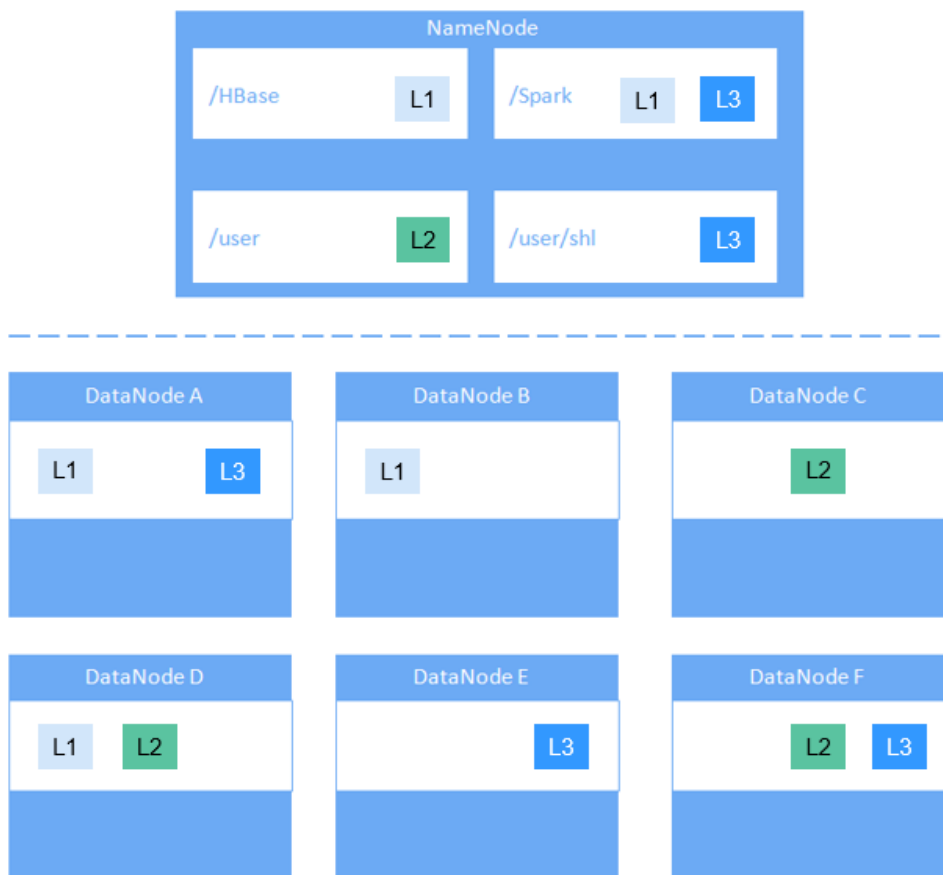 NameNode
/HBase L1 /Spark L1 L3
/user L2 /user/shl L3
DataNode A DataNode B DataNode C
L1 L3 L1 L2
DataNode D DataNode E DataNode F
L1 L2 L3 L2 L3